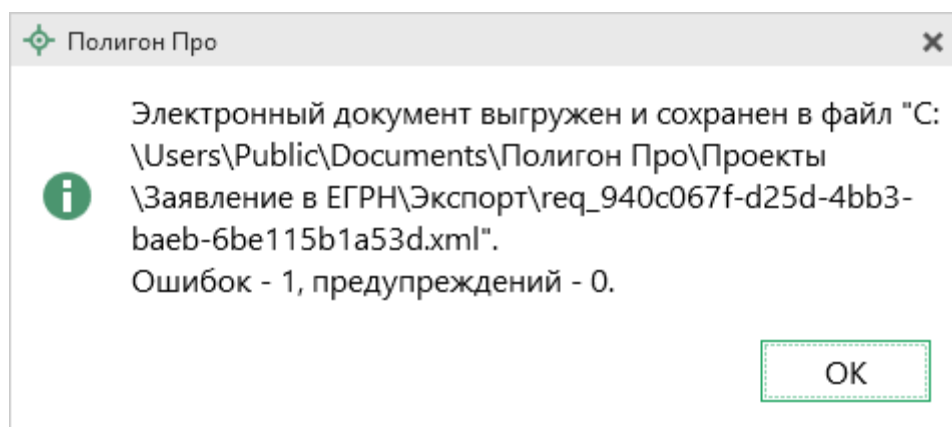 Полигон Про
Электронный документ выгружен и сохранен в файл "C:
\Users\Public\Documents\Полигон Про\Проекты
\Заявление в ЕГРН\Экспорт\req_940c067f-d25d-4bb3-
baeb-6be115b1a53d.xml".
Ошибок - 1, предупреждений - 0.
OK